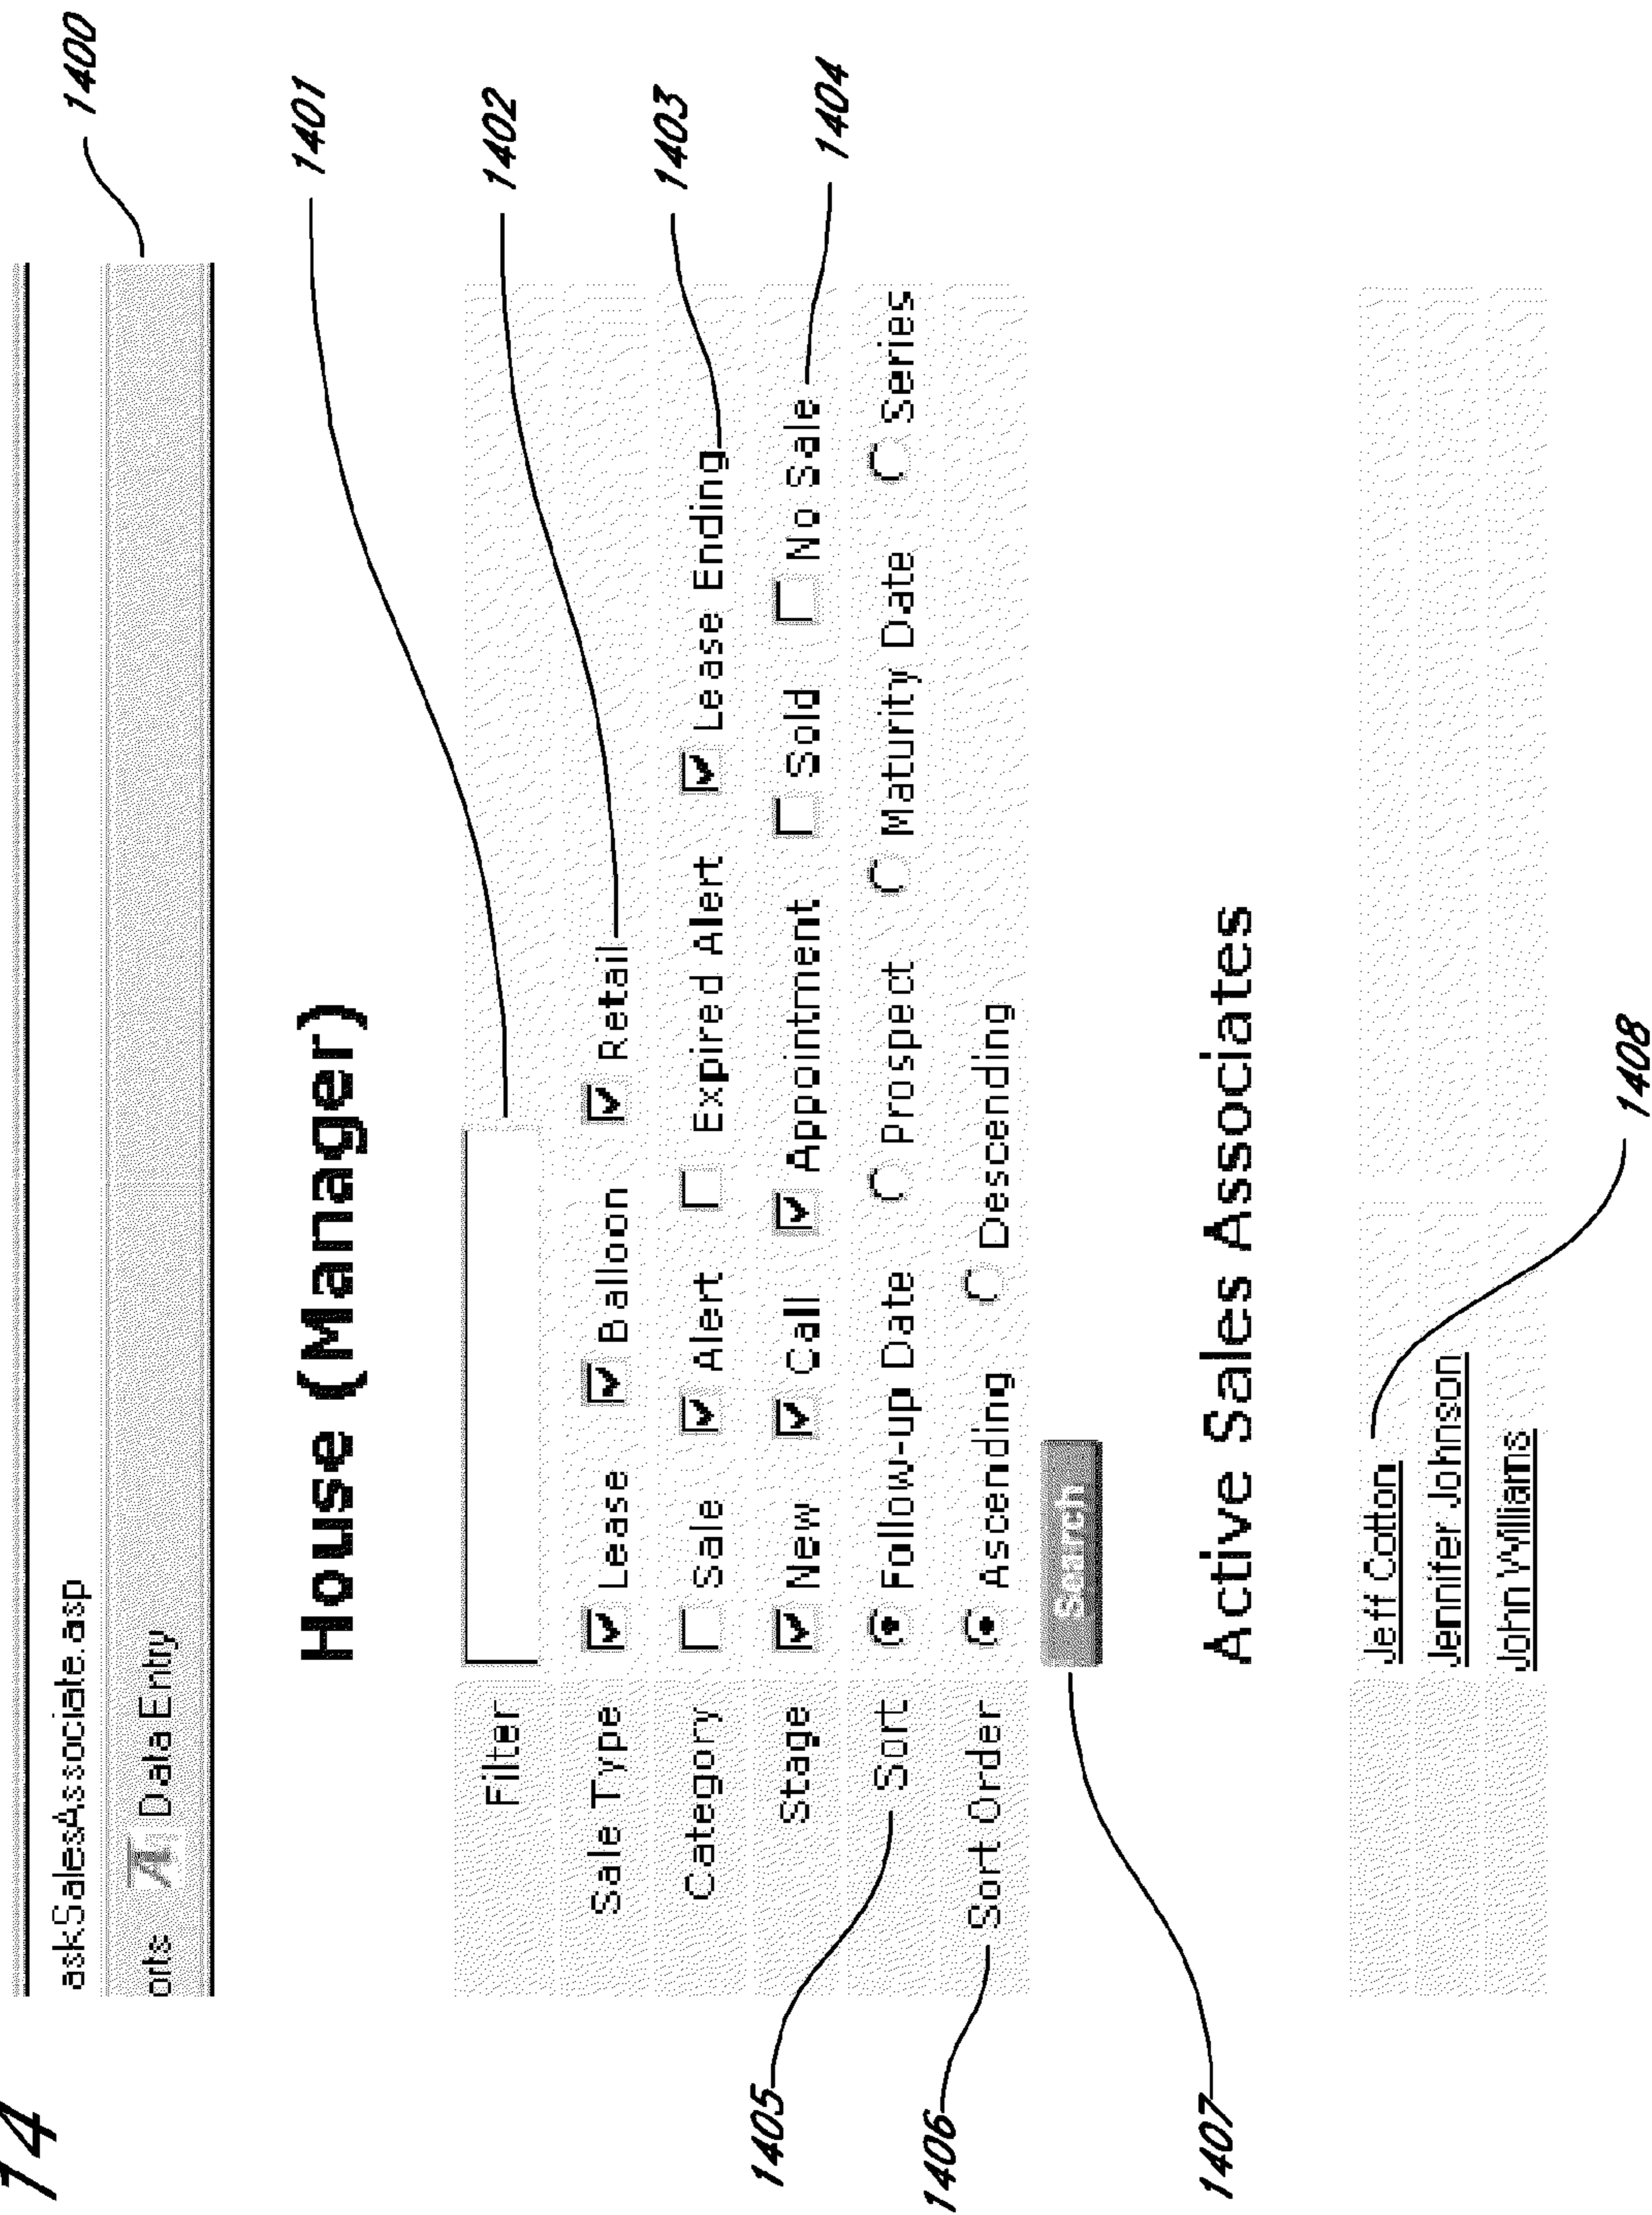 14
1400
askSalesAssociate.asp
orts Data Entry
House (Manager)
1401
Filter
1402
Sale Type Lease Balloon Retail
1403
Category Sale Alert Expired Alert Lease Ending
1404
Stage New Call Appointment Sold No Sale
1405
Sort Follow-up Date Prospect Maturity Date Series
1406
Sort Order Ascending Descending
1407
Search
Active Sales Associates
Jeff Cotton
1408
Jennifer Johnson
John Williams